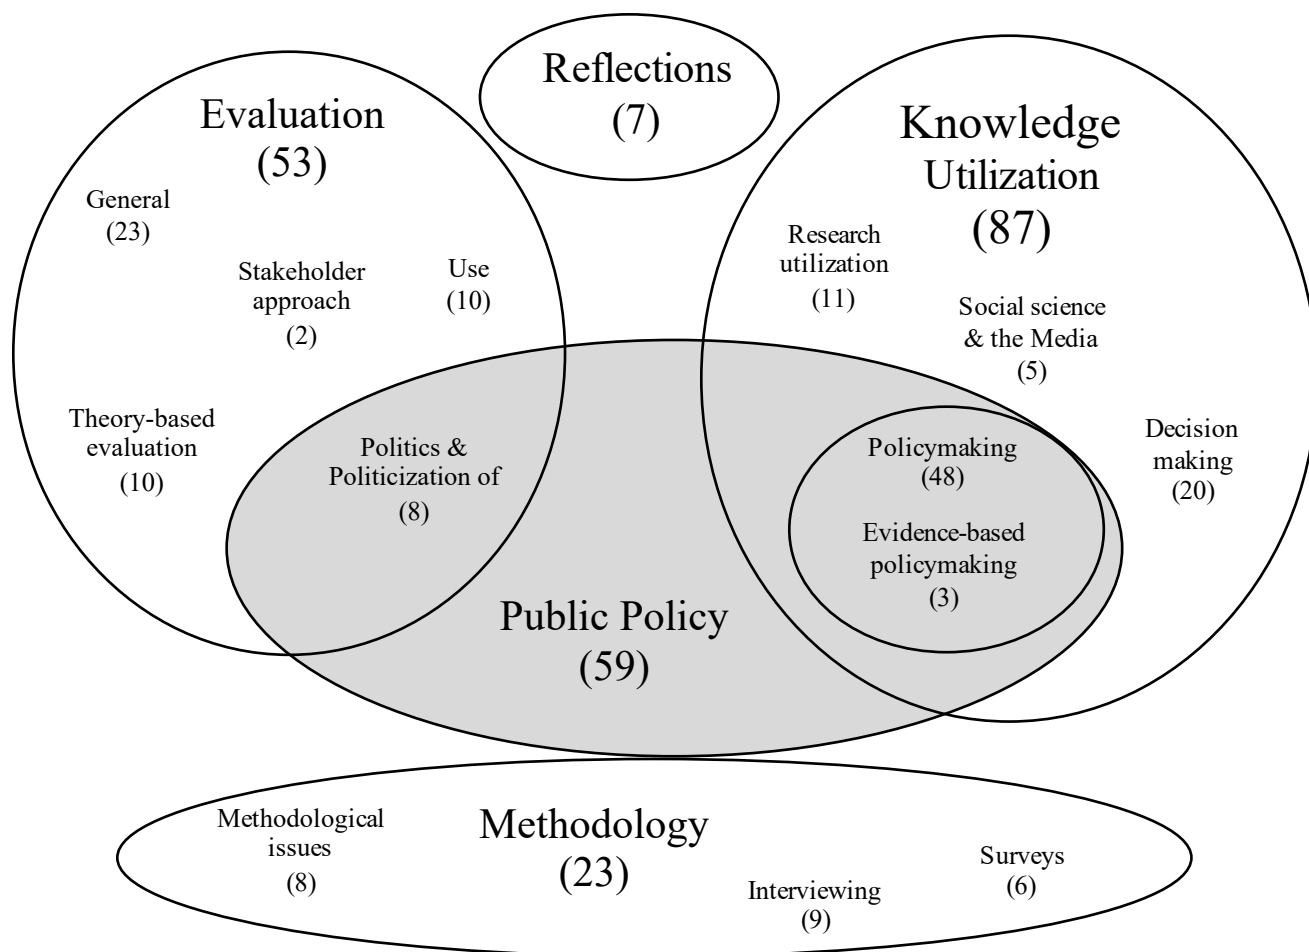 Reflections
(7)
Evaluation
(53)
General
(23)
Stakeholder
approach
(2)
Use
(10)
Theory-based
evaluation
(10)
Politics &
Politicization of
(8)
Knowledge
Utilization
(87)
Research
utilization
(11)
Social science
& the Media
(5)
Decision
making
(20)
Policymaking
(48)
Evidence-based
policymaking
(3)
Public Policy
(59)
Methodology
(23)
Methodological
issues
(8)
Interviewing
(9)
Surveys
(6)